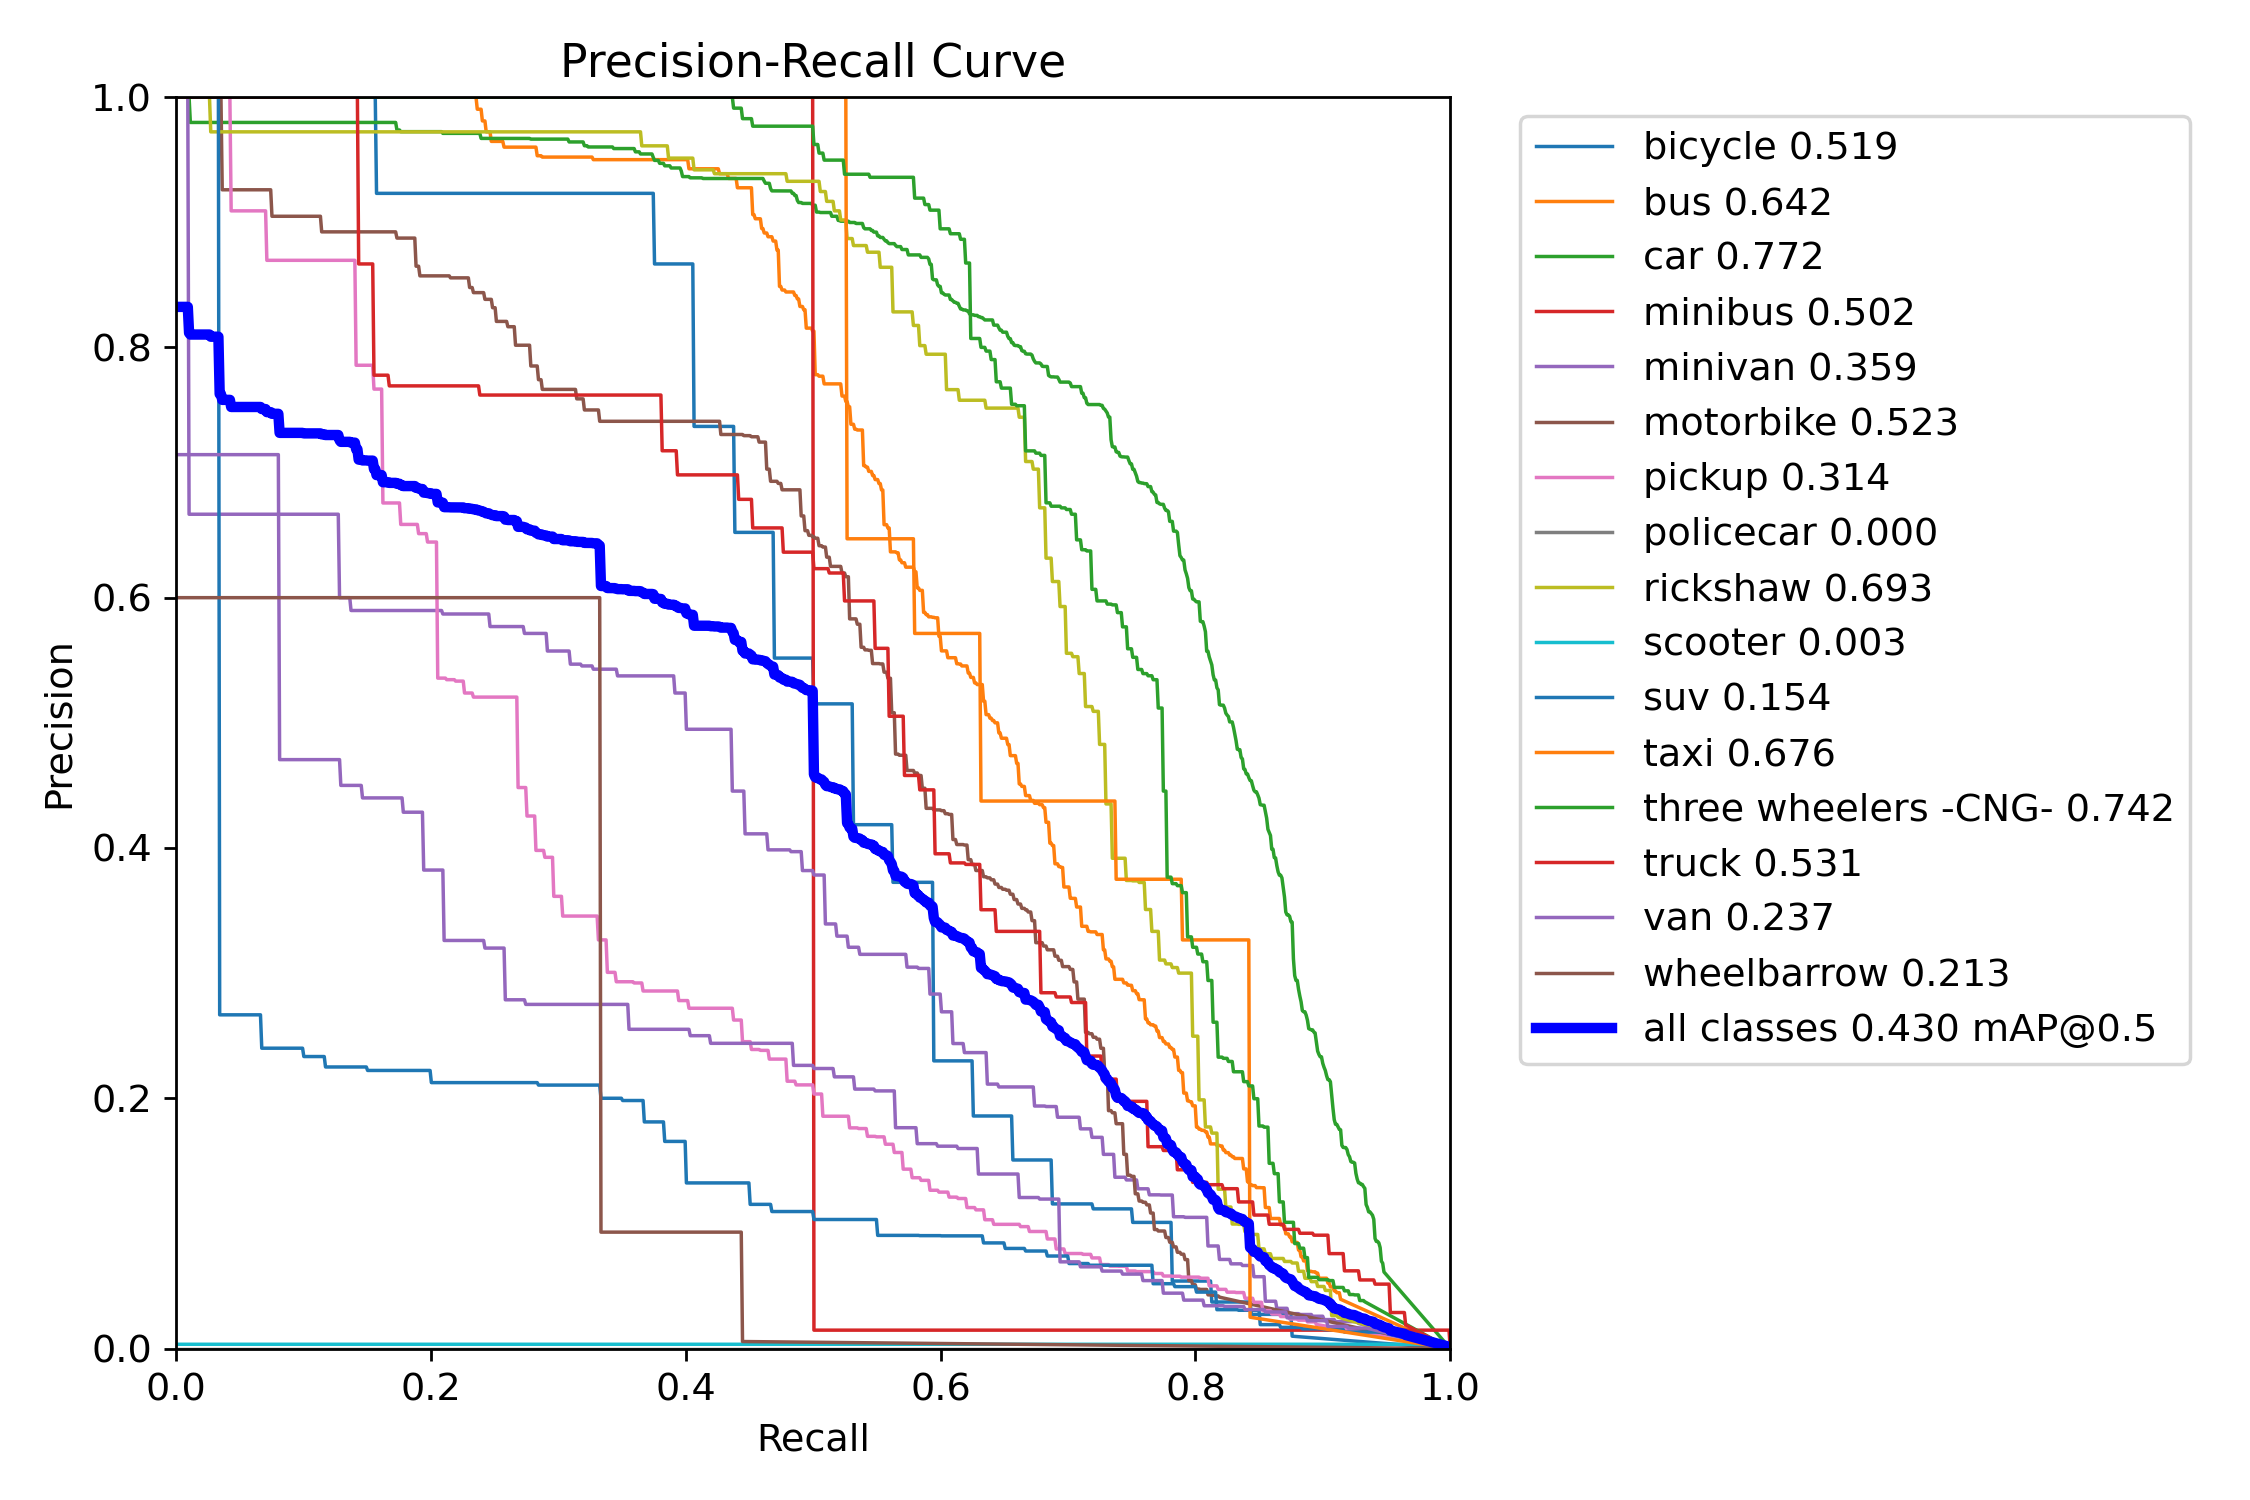 Precision-Recall Curve
1.0
0.8
0.6
0.4
0.2
0.0
Precision
0.0 0.2 0.4 0.6 0.8 1.0
Recall
bicycle 0.519
bus 0.642
car 0.772
minibus 0.502
minivan 0.359
motorbike 0.523
pickup 0.314
policecar 0.000
rickshaw 0.693
scooter 0.003
suv 0.154
taxi 0.676
three wheelers -CNG- 0.742
truck 0.531
van 0.237
wheelbarrow 0.213
all classes 0.430 mAP@0.5